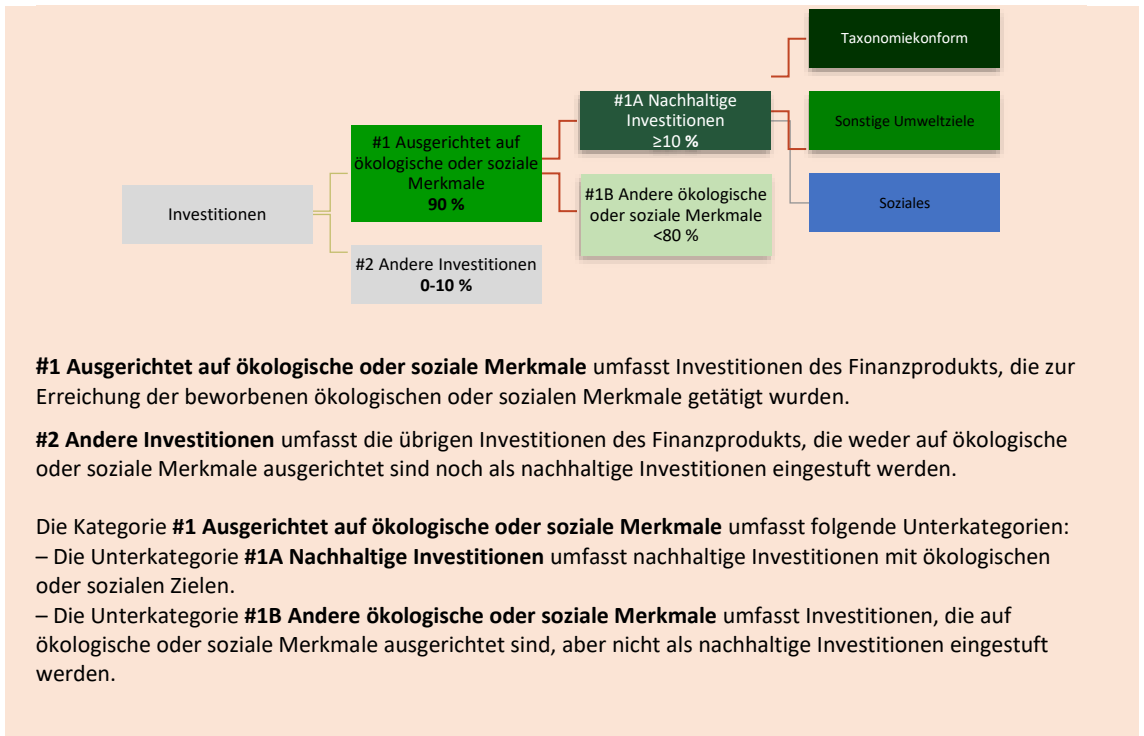 Taxonomiekonform
#1A Nachhaltige
Investitionen
≥10 %
Sonstige Umweltziele
#1 Ausgerichtet auf
ökologische oder soziale
Merkmale
90 %
#1B Andere ökologische
oder soziale Merkmale
<80 %
Soziales
Investitionen
#2 Andere Investitionen
0-10 %
#1 Ausgerichtet auf ökologische oder soziale Merkmale umfasst Investitionen des Finanzprodukts, die zur
Erreichung der beworbenen ökologischen oder sozialen Merkmale getätigt wurden.
#2 Andere Investitionen umfasst die übrigen Investitionen des Finanzprodukts, die weder auf ökologische
oder soziale Merkmale ausgerichtet sind noch als nachhaltige Investitionen eingestuft werden.
Die Kategorie #1 Ausgerichtet auf ökologische oder soziale Merkmale umfasst folgende Unterkategorien:
– Die Unterkategorie #1A Nachhaltige Investitionen umfasst nachhaltige Investitionen mit ökologischen
oder sozialen Zielen.
– Die Unterkategorie #1B Andere ökologische oder soziale Merkmale umfasst Investitionen, die auf
ökologische oder soziale Merkmale ausgerichtet sind, aber nicht als nachhaltige Investitionen eingestuft
werden.